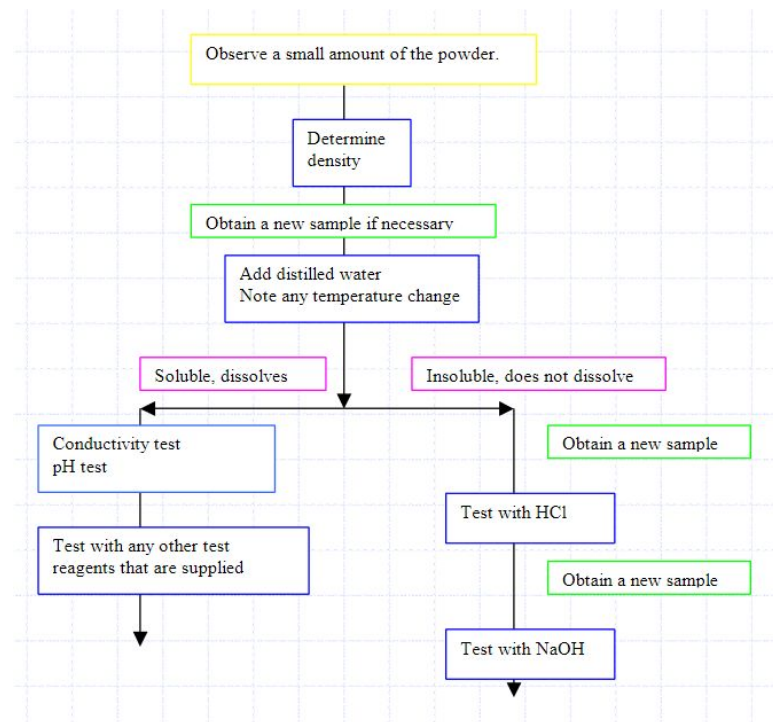 Observe a small amount of the powder.
Determine
density
Obtain a new sample if necessary
Add distilled water
Note any temperature change
Soluble, dissolves
Insoluble, does not dissolve
Conductivity test
pH test
Obtain a new sample
Test with HCl
Test with any other test
reagents that are supplied
Obtain a new sample
Test with NaOH